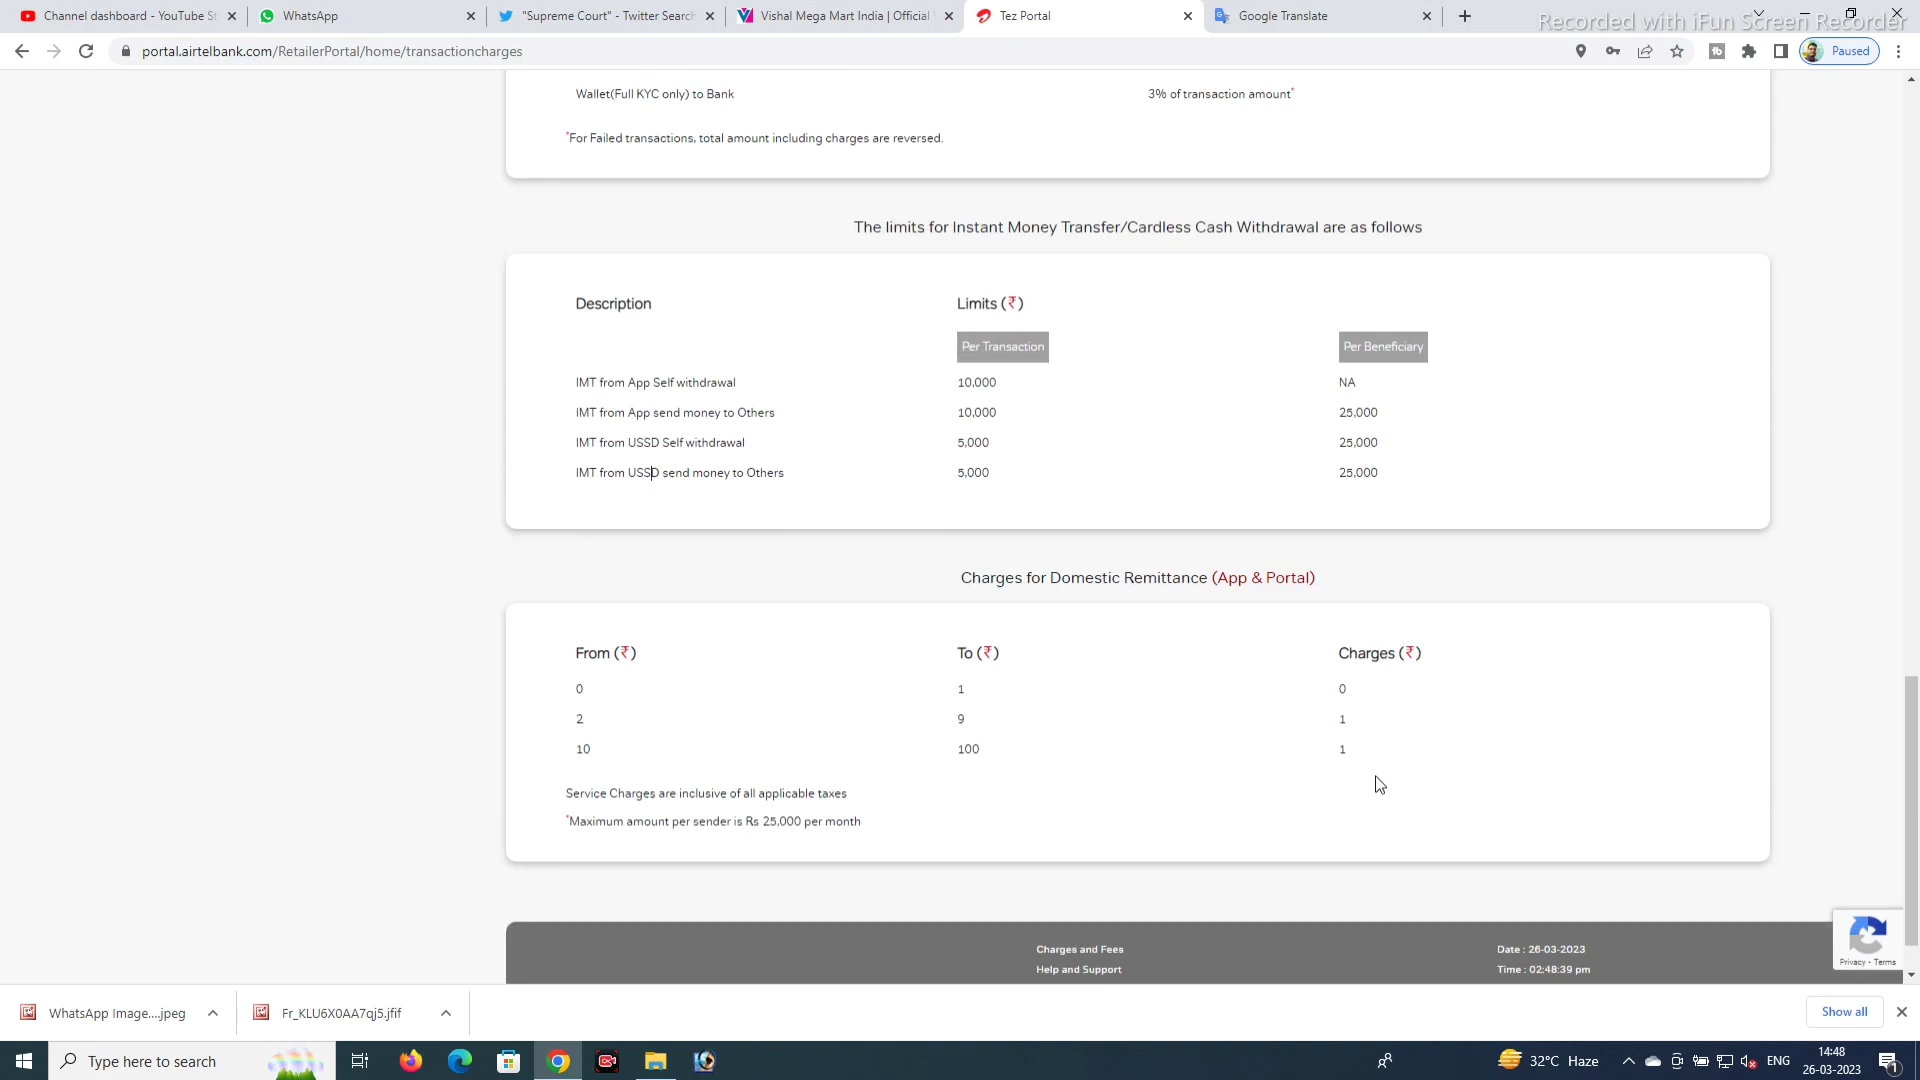 Channel dashboard - YouTube St
WhatsApp
"Supreme Court" - Twitter Search
Vishal Mega Mart India | Official
Tez Portal
Google Translate
Recorded with iFun Screen Recorder
portal.airtelbank.com/RetailerPortal/home/transactioncharges
Paused
Wallet(Full KYC only) to Bank 3% of transaction amount*
*For Failed transactions, total amount including charges are reversed.
The limits for Instant Money Transfer/Cardless Cash Withdrawal are as follows
Description Limits (₹)
Per Transaction Per Beneficiary
IMT from App Self withdrawal 10,000 NA
IMT from App send money to Others 10,000 25,000
IMT from USSD Self withdrawal 5,000 25,000
IMT from USSD send money to Others 5,000 25,000
Charges for Domestic Remittance (App & Portal)
From (₹) To (₹) Charges (₹)
0 1 0
2 9 1
10 100 1
Service Charges are inclusive of all applicable taxes
*Maximum amount per sender is Rs 25,000 per month
Charges and Fees Date : 26-03-2023
Help and Support Time : 02:48:39 pm
Privacy - Terms
WhatsApp Image....jpeg
Fr_KLU6X0AA7qj5.jfif
Show all
Type here to search
32°C Haze
ENG
14:48
26-03-2023
1